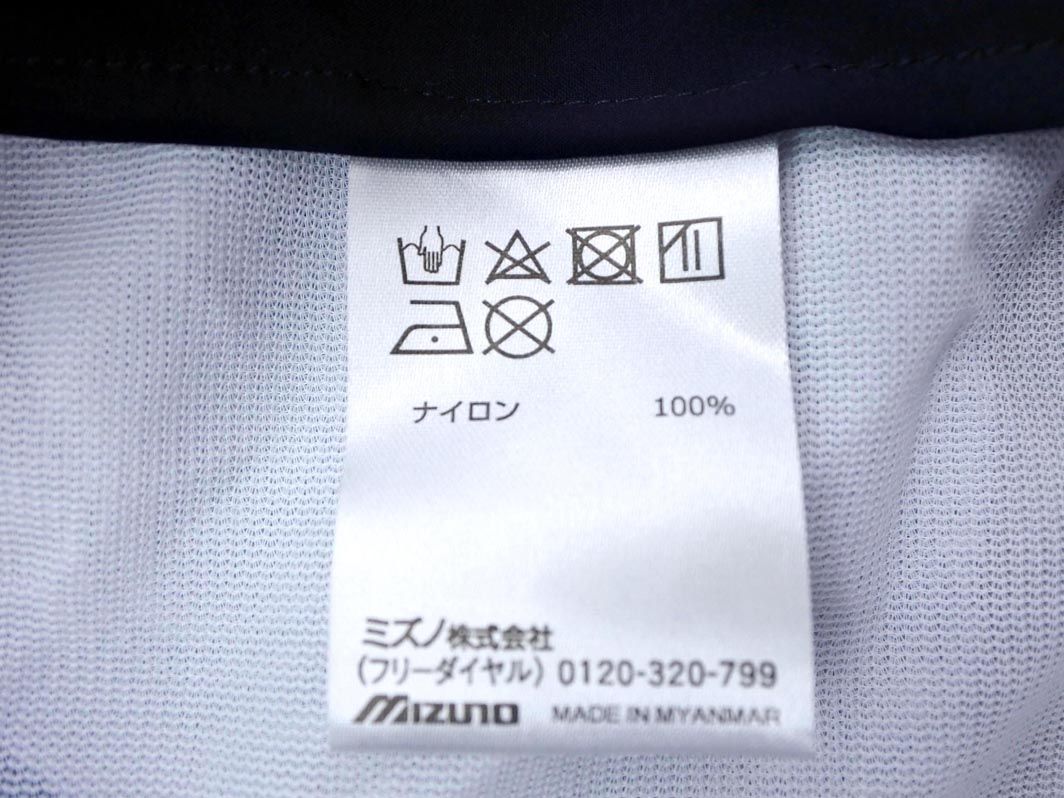 ナイロン 100%
ミズノ株式会社
(フリーダイヤル) 0120-320-799
MIZUNO MADE IN MYANMAR